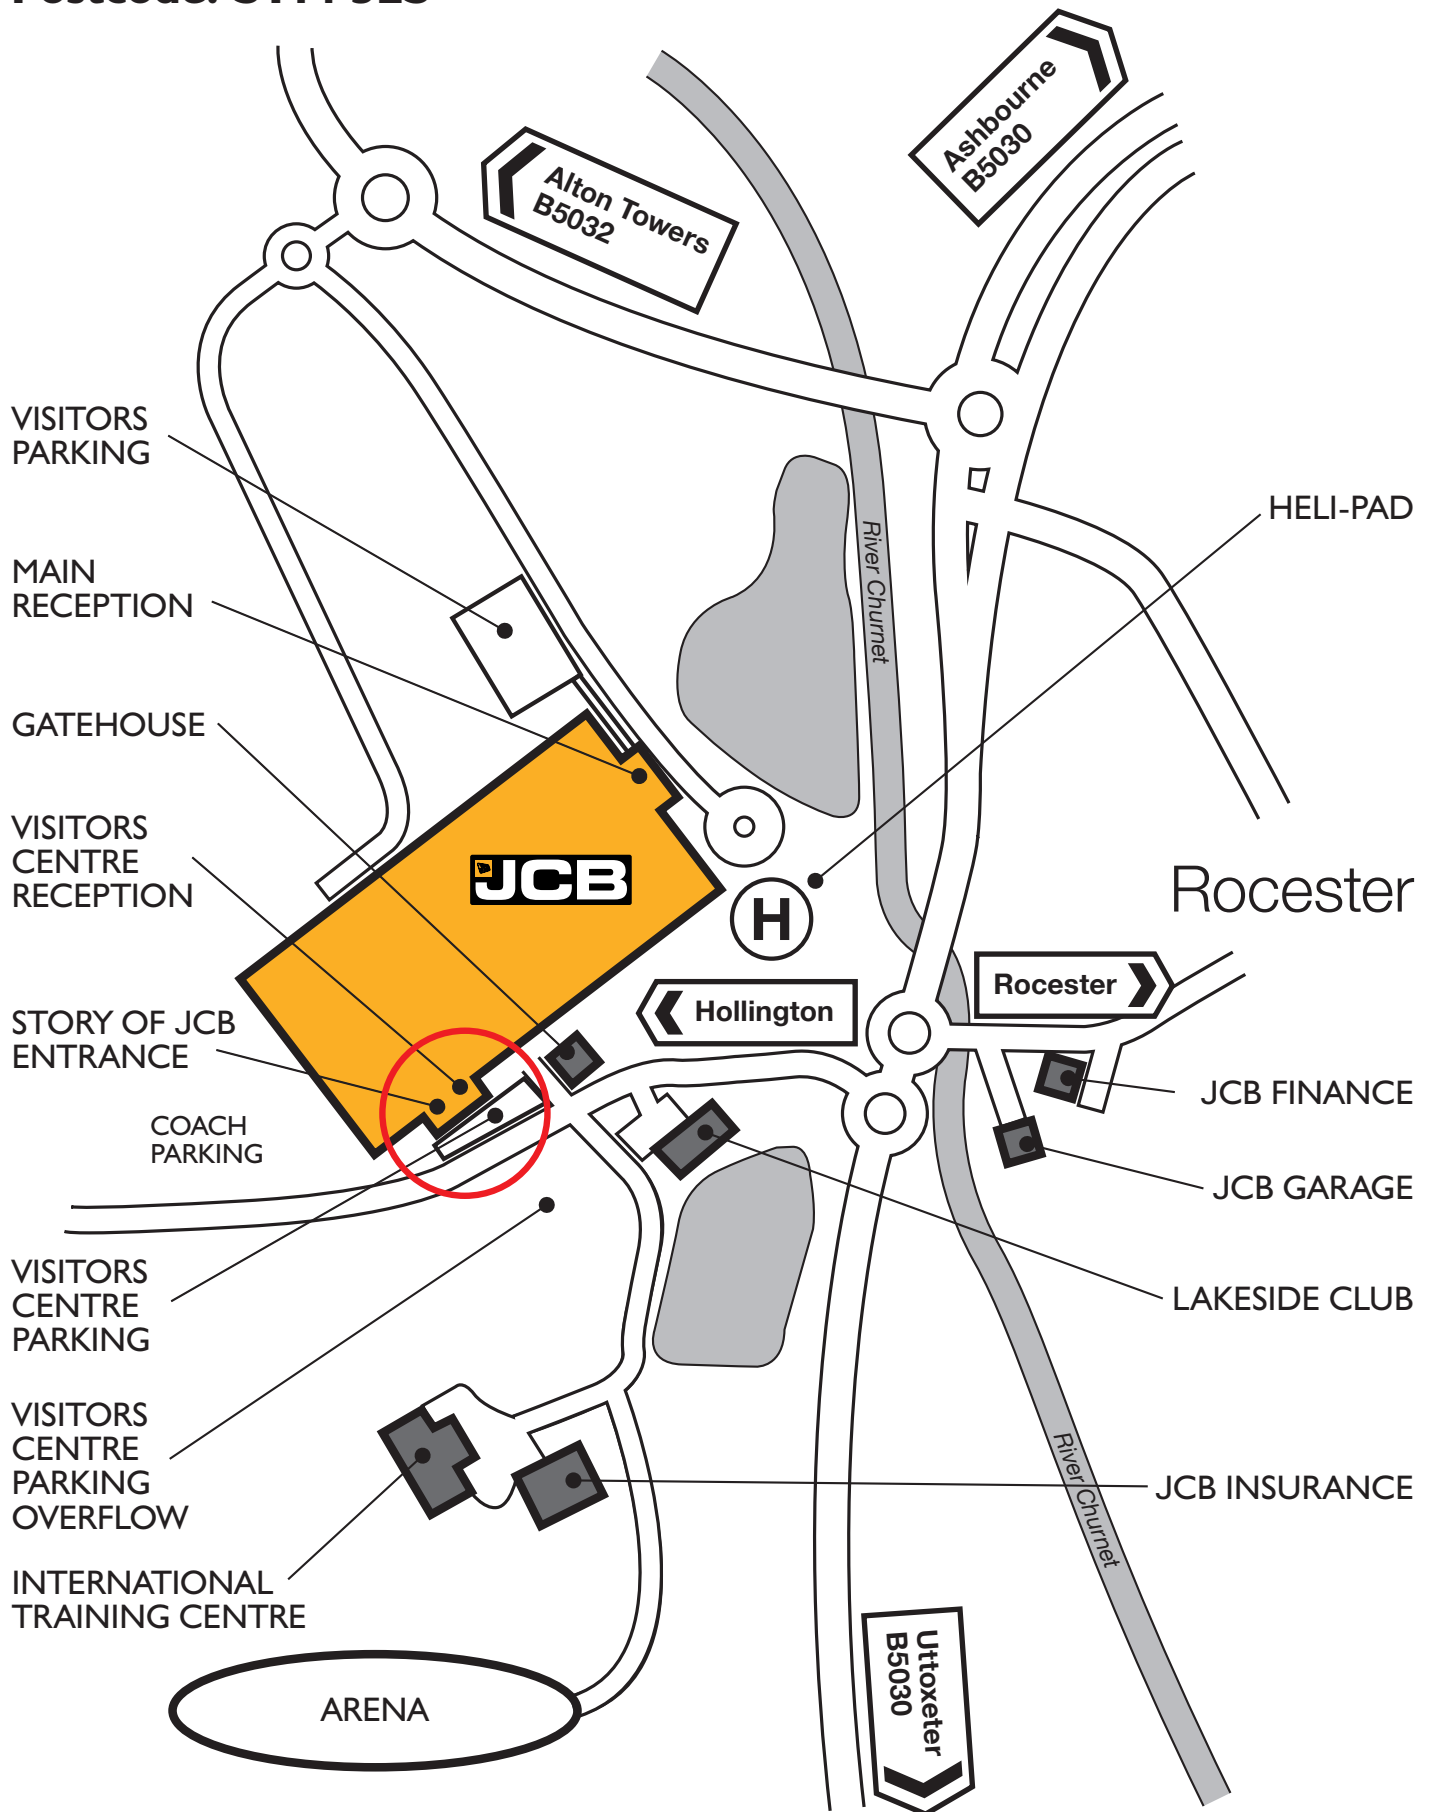 Ashbourne
B5030
Alton Towers
B5032
VISITORS
PARKING
HELI-PAD
River Churnet
MAIN
RECEPTION
GATEHOUSE
VISITORS
CENTRE
RECEPTION
JCB
Rocester
H
Rocester
Hollington
STORY OF JCB
ENTRANCE
JCB FINANCE
COACH
PARKING
JCB GARAGE
VISITORS
CENTRE
PARKING
LAKESIDE CLUB
VISITORS
CENTRE
PARKING
OVERFLOW
River Churnet
JCB INSURANCE
INTERNATIONAL
TRAINING CENTRE
Uttoxeter
B5030
ARENA